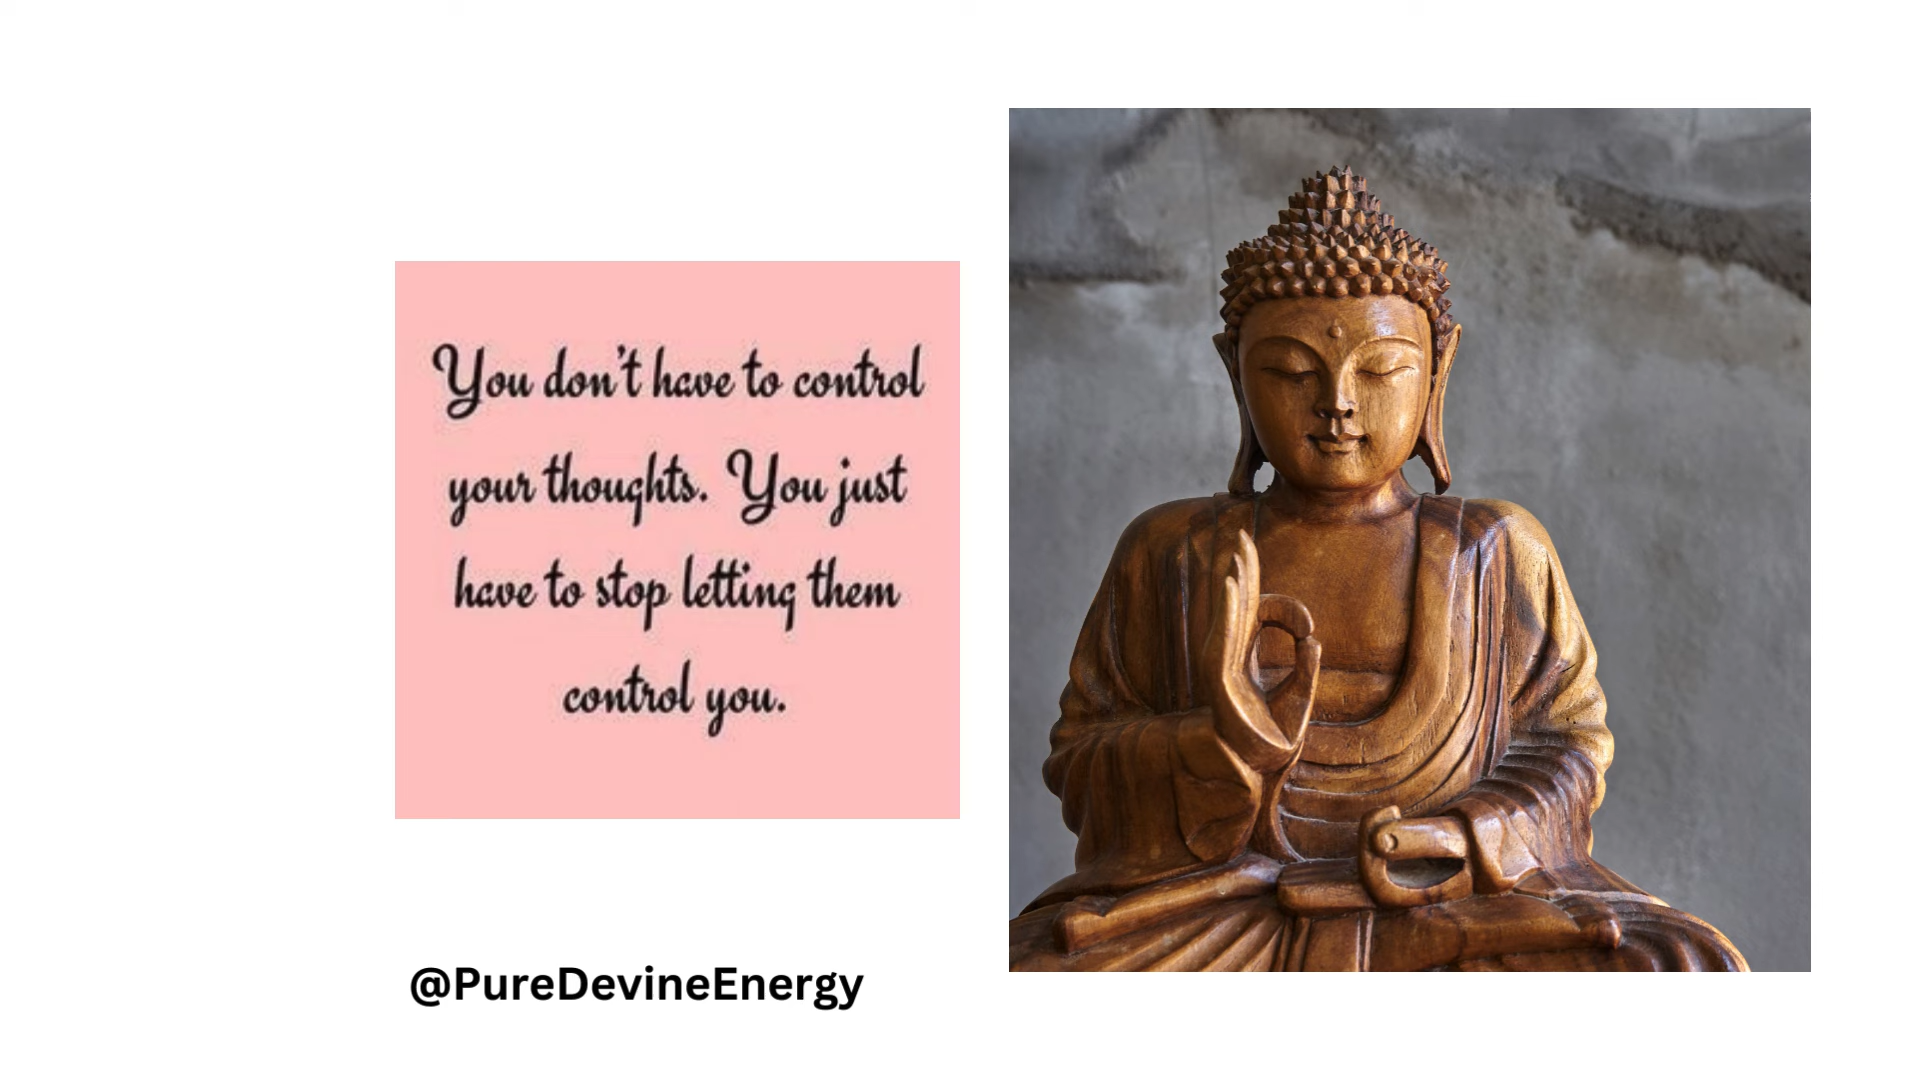 You don't have to control
your thoughts. You just
have to stop letting them
control you.
@PureDevineEnergy